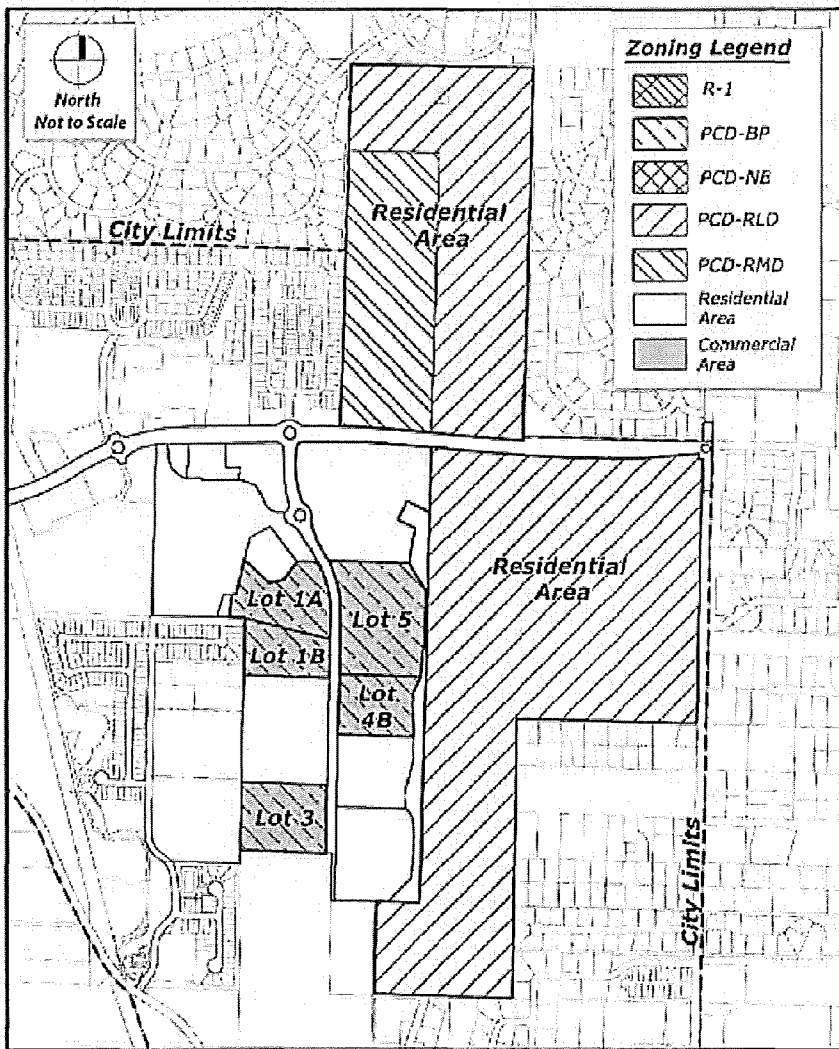 North
Not to Scale
Zoning Legend
R-1
PCD-BP
PCD-NB
PCD-RLD
PCD-RMD
Residential
Area
Commercial
Area
City Limits
Residential
Area
Residential
Area
Lot 1A
Lot 5
Lot 1B
Lot
4B
Lot 3
City Limits